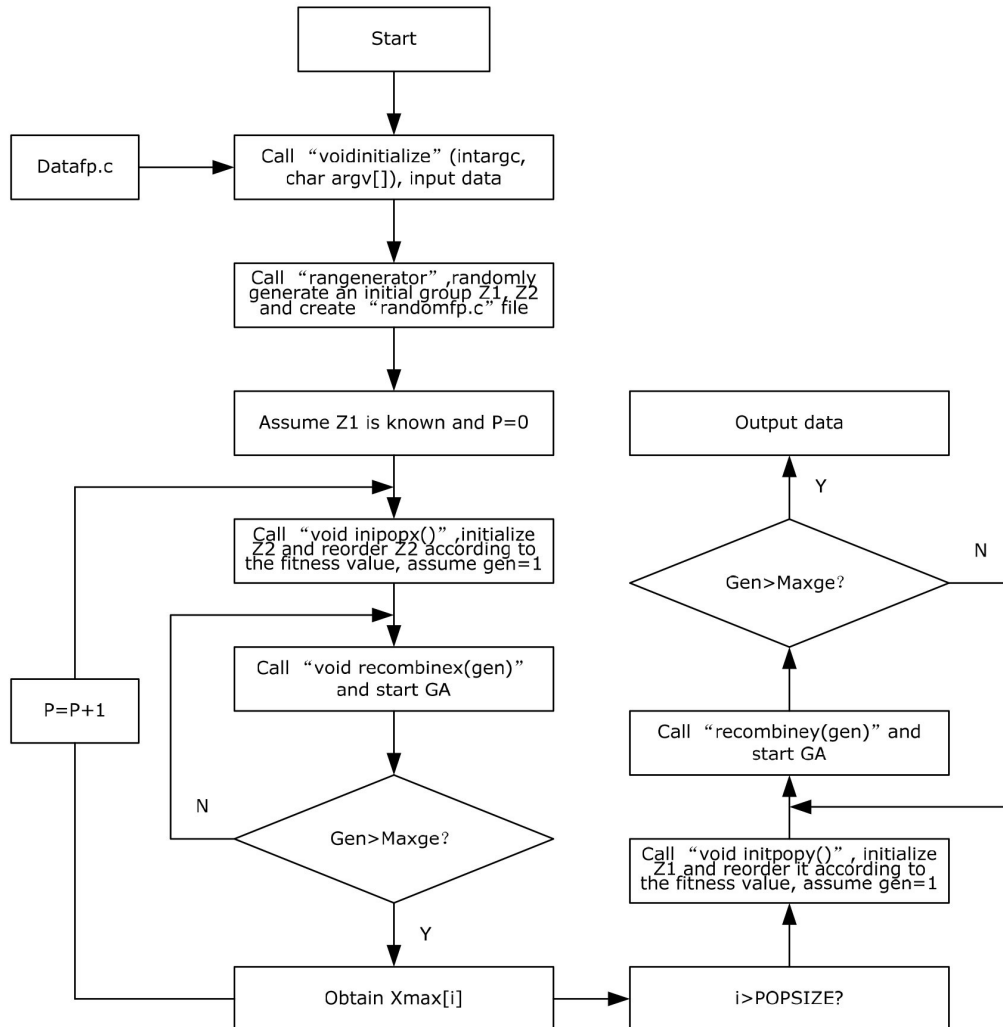 Start
Datafp.c
Call “voidinitialize” (intargc,
char argv[]), input data
Call “rangenerator” ,randomly
generate an initial group Z1, Z2
and create “randomfp.c” file
Assume Z1 is known and P=0
Call “void inipopx()” ,initialize
Z2 and reorder Z2 according to
the fitness value, assume gen=1
Call “void recombinex(gen)”
and start GA
P=P+1
N
Gen>Maxge?
Y
Obtain Xmax[i]
i>POPSIZE?
Call “void initpopy()” , initialize
Z1 and reorder it according to
the fitness value, assume gen=1
Call “recombiney(gen)” and
start GA
Gen>Maxge?
N
Y
Output data